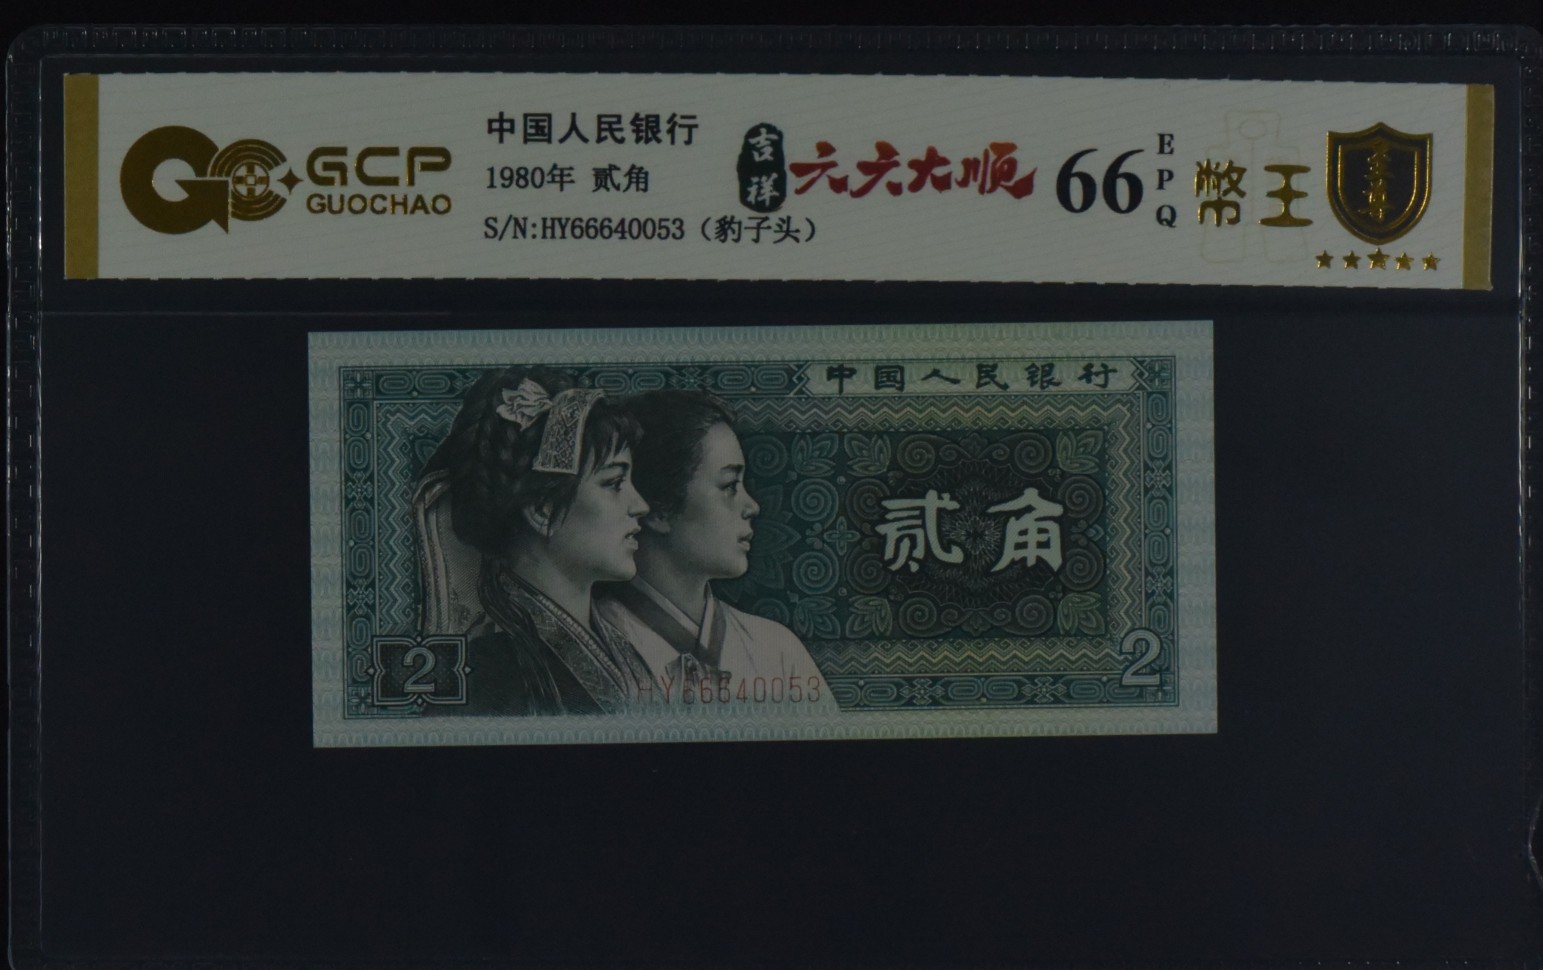 GCP
GUOCHAO
中国人民银行
1980年 贰角
S/N:HY66640053（豹子头）
吉祥
六六大顺
66
EPQ
幣王
中国人民银行
贰角
2
2
HY66640053